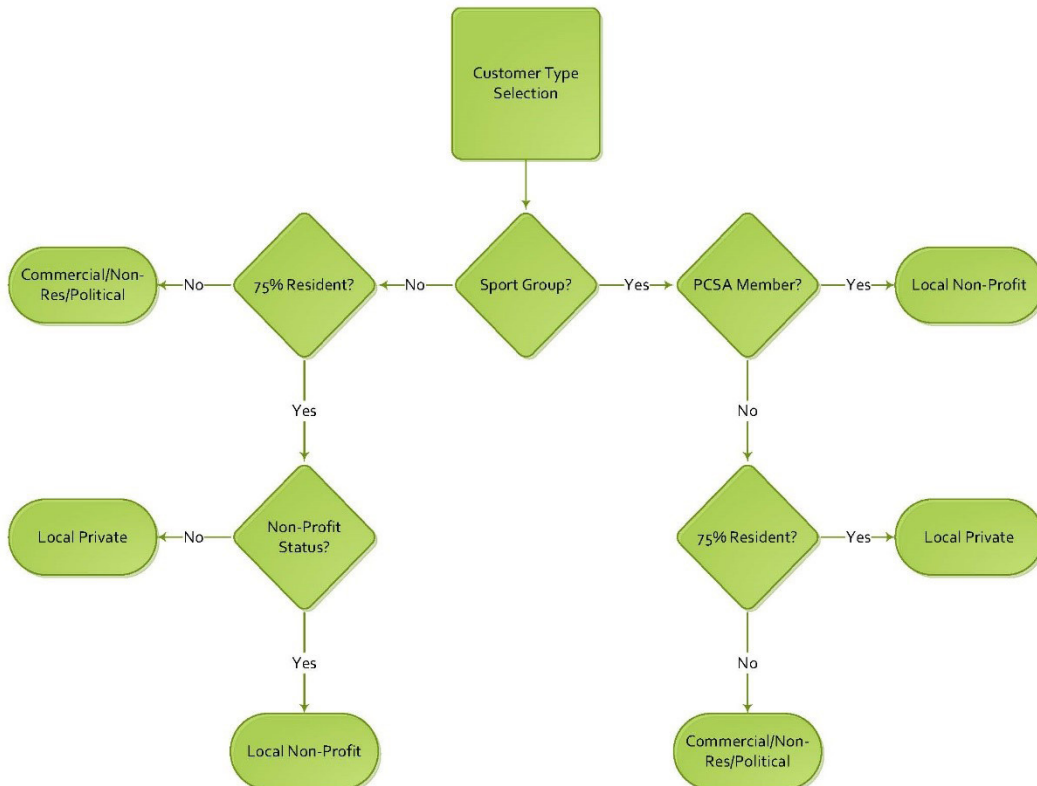 Customer Type
Selection
Commercial/Non-
Res/Political
No
75% Resident?
No
Sport Group?
Yes
PCSA Member?
Yes
Local Non-Profit
Yes
No
Local Private
No
Non-Profit
Status?
75% Resident?
Yes
Local Private
Yes
No
Local Non-Profit
Commercial/Non-
Res/Political